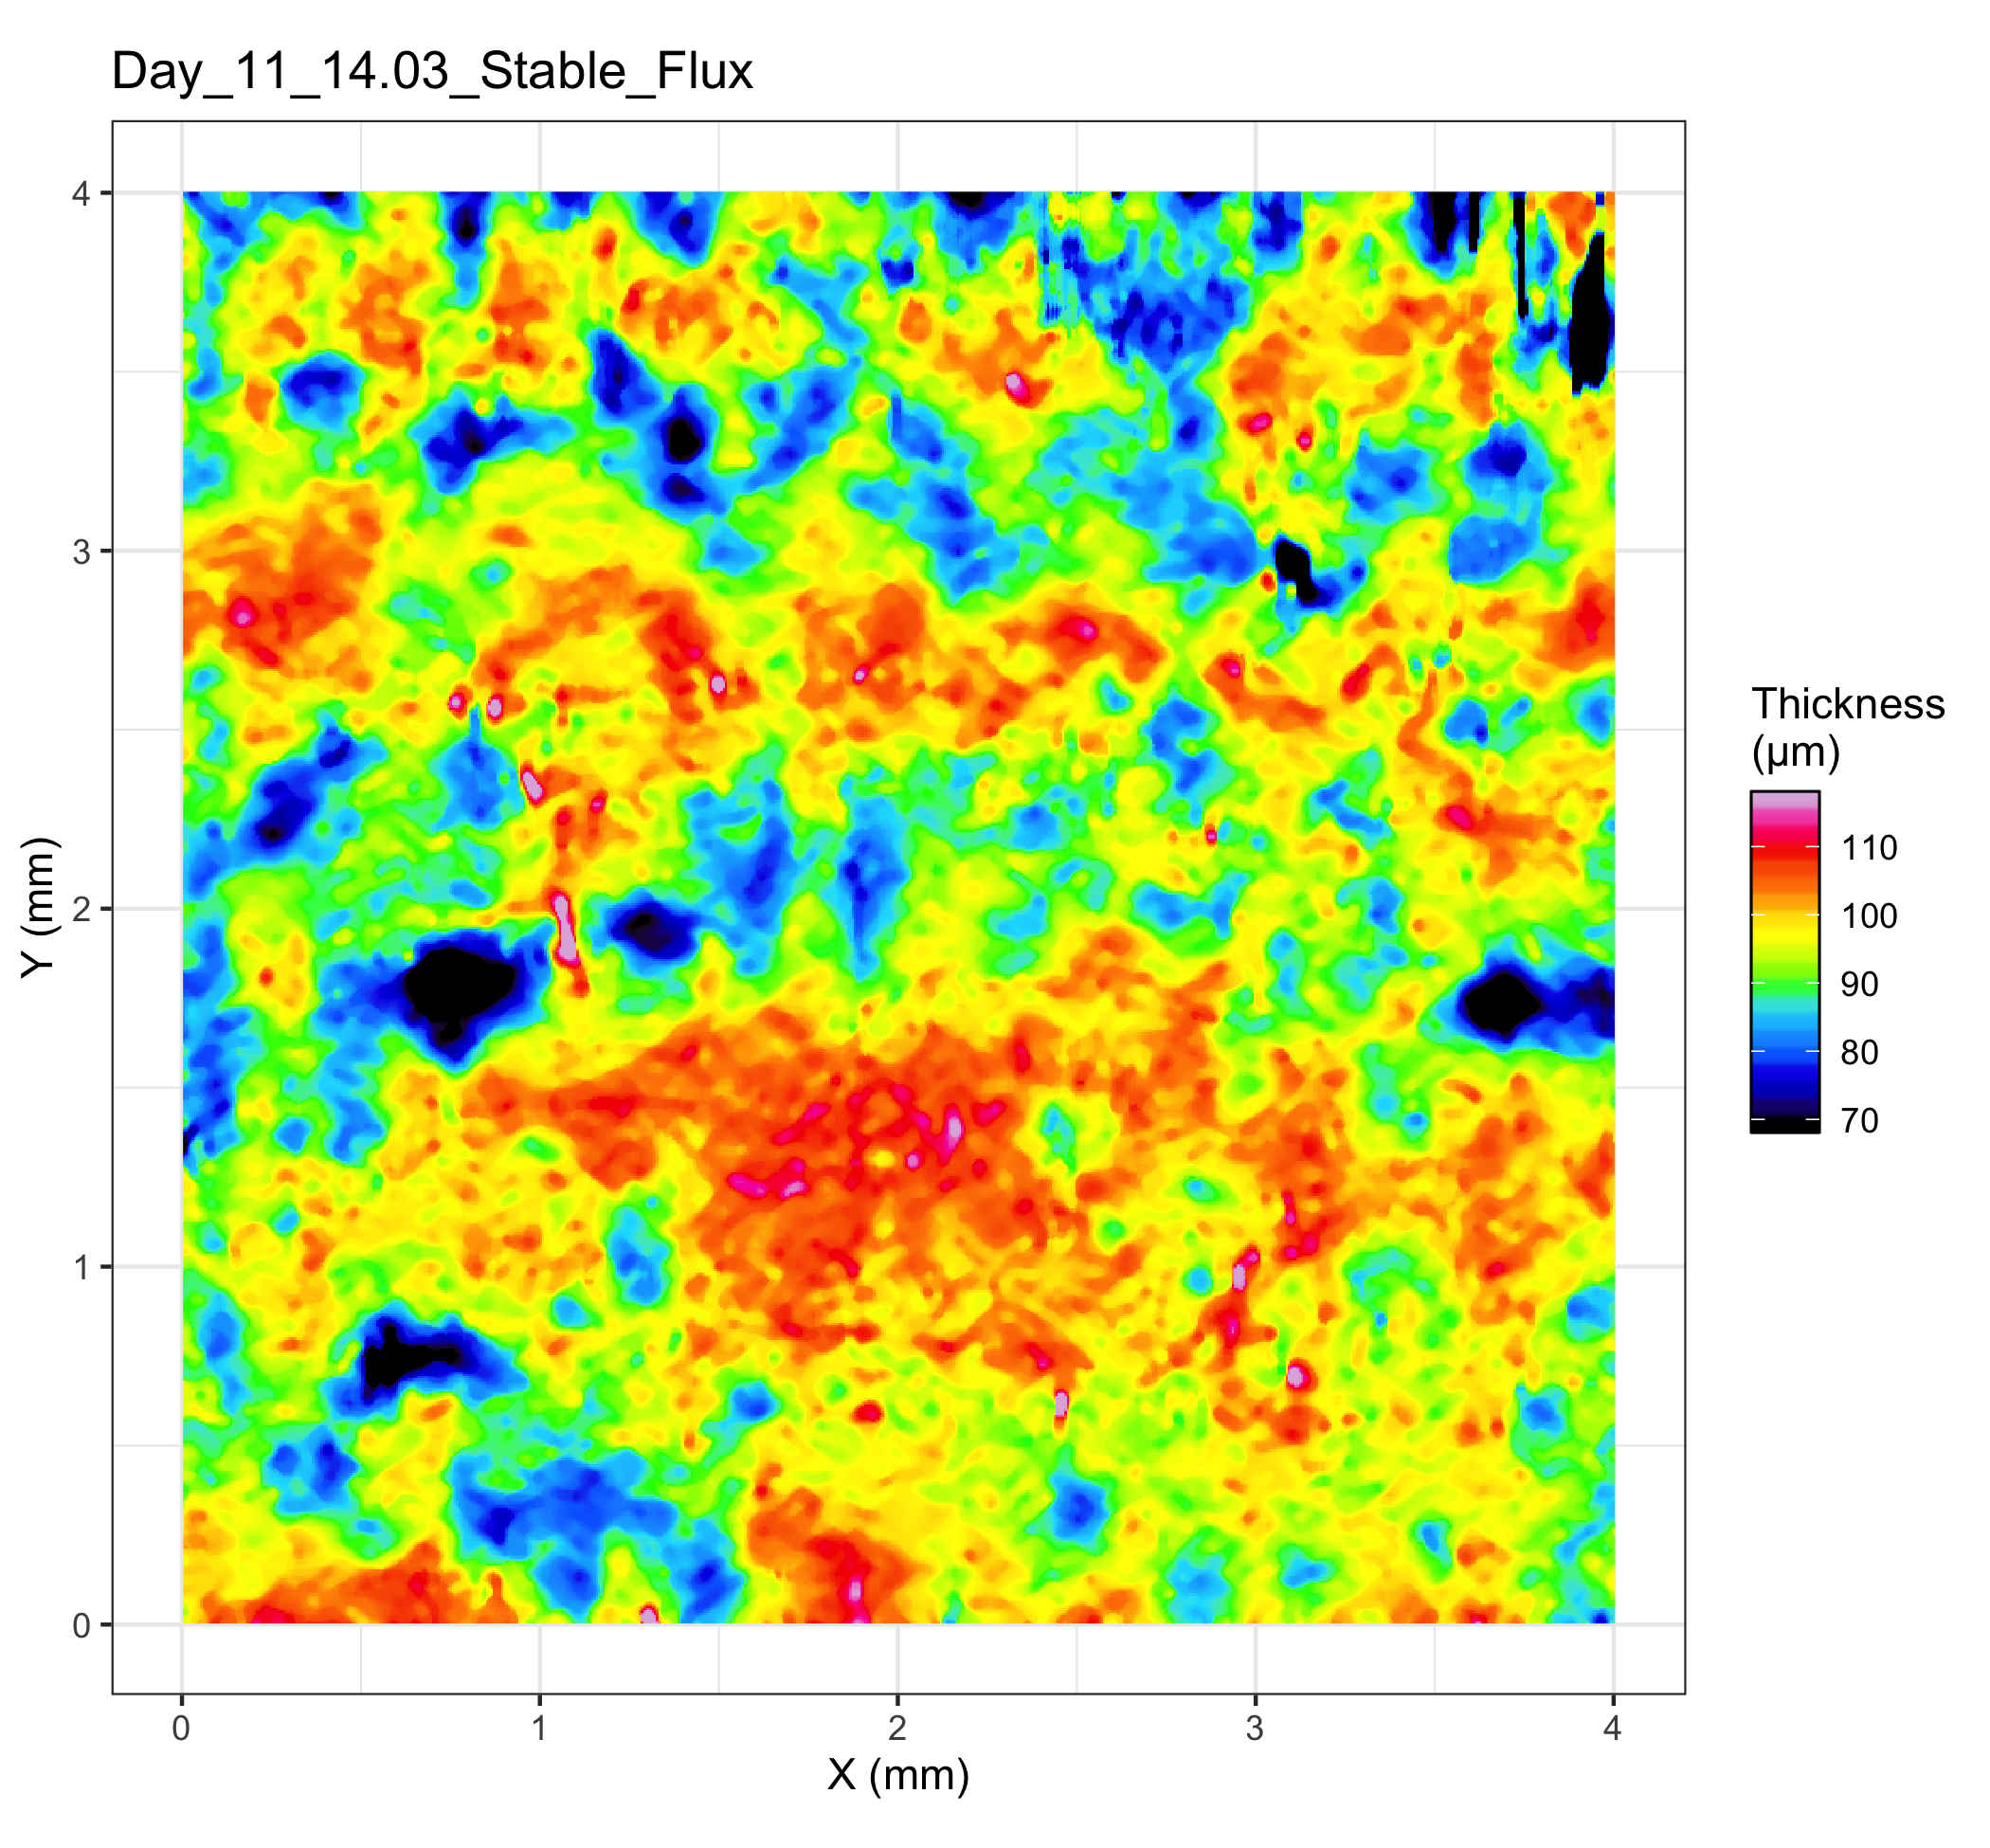 Day_11_14.03_Stable_Flux
4
3
2
1
0
Y (mm)
0 1 2 3 4
X (mm)
Thickness
(µm)
110
100
90
80
70